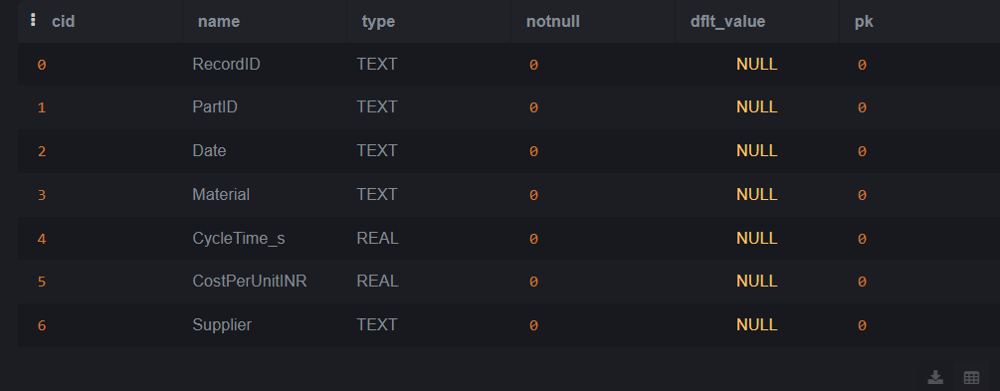 cid name type notnull dflt_value pk
0 RecordID TEXT 0 NULL 0
1 PartID TEXT 0 NULL 0
2 Date TEXT 0 NULL 0
3 Material TEXT 0 NULL 0
4 CycleTime_s REAL 0 NULL 0
5 CostPerUnitINR REAL 0 NULL 0
6 Supplier TEXT 0 NULL 0